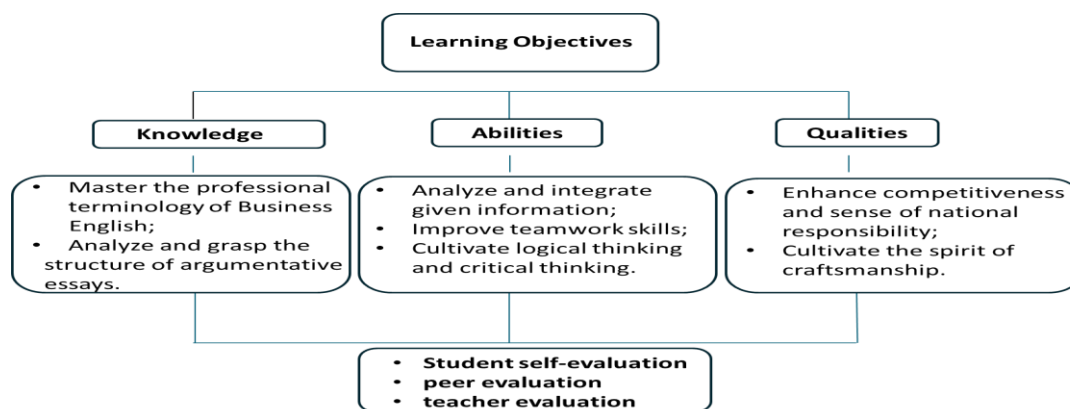 Learning Objectives
Knowledge
Abilities
Qualities
• Master the professional
terminology of Business
English;
• Analyze and grasp the
structure of argumentative
essays.
• Analyze and integrate
given information;
• Improve teamwork skills;
• Cultivate logical thinking
and critical thinking.
• Enhance competitiveness
and sense of national
responsibility;
• Cultivate the spirit of
craftsmanship.
• Student self-evaluation
• peer evaluation
• teacher evaluation